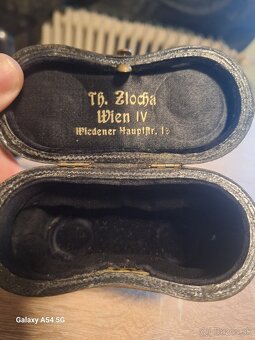 Th. Zlocha
Wien IV
Wiedener Hauptstr.
Galaxy A54 5G